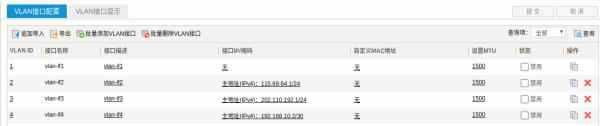 VLAN接口配置 VLAN接口显示 提 交 取 消
追加导入 导出 批量添加VLAN接口 批量删除VLAN接口 查询项: 全部 查询
VLAN ID 接口名称 接口描述 接口IP/掩码 自定义MAC地址 设置MTU 状态 操作
1 vlan-if1 vlan-if1 无 无 1500 禁用
2 vlan-if2 vlan-if2 主地址(IPv4): 115.69.64.1/24 无 1500 禁用
3 vlan-if3 vlan-if3 主地址(IPv4): 202.110.192.1/24 无 1500 禁用
4 vlan-if4 vlan-if4 主地址(IPv4): 192.168.10.2/30 无 1500 禁用